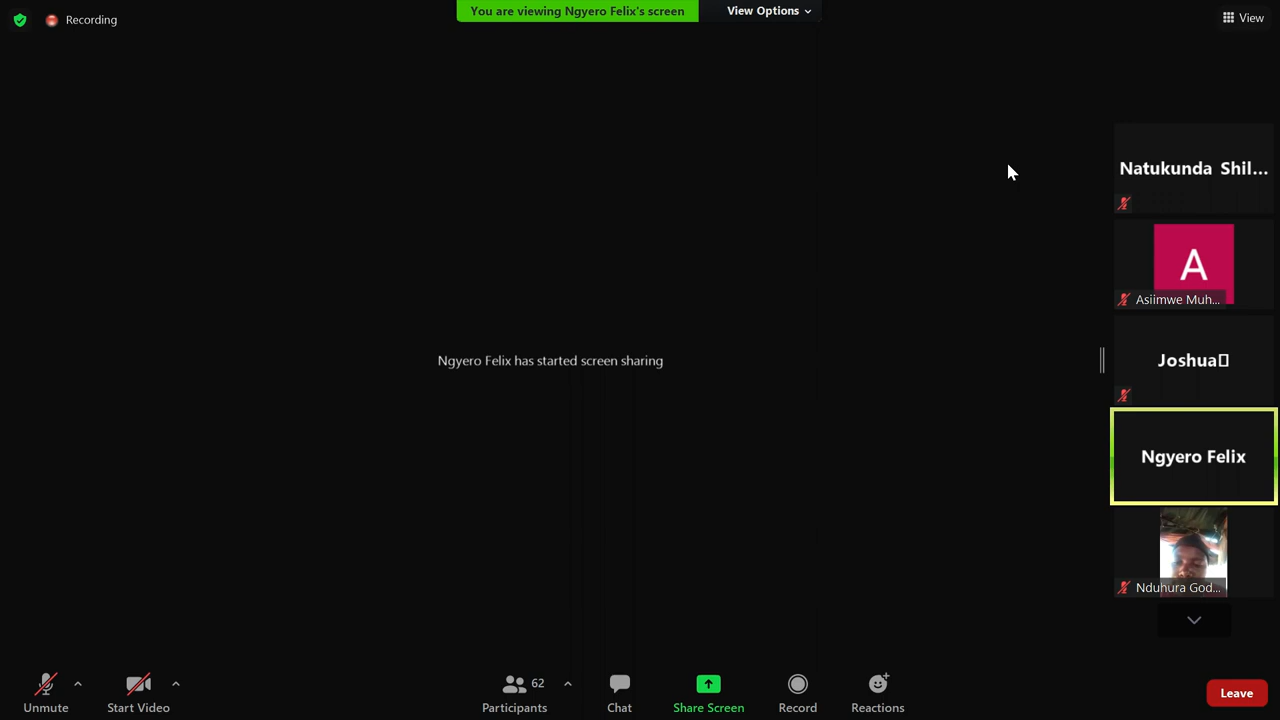 Recording
You are viewing Ngyero Felix's screen
View Options
View
Natukunda Shil...
A
Asiimwe Muh...
Joshua
Ngyero Felix has started screen sharing
Ngyero Felix
Nduhura God...
Unmute
Start Video
62
Participants
Chat
Share Screen
Record
Reactions
Leave